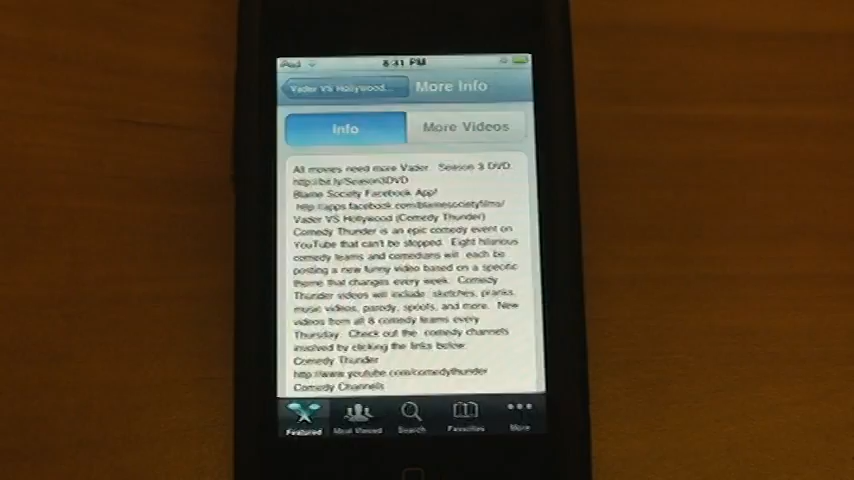 iPod 8:31 PM
Vader VS Hollywood... More Info
Info More Videos
All movies need more Vader. Season 3 DVD:
http://bit.ly/Season3DVD
Blame Society Facebook App!
http://apps.facebook.com/blamesocietyfilms/
Vader VS Hollywood (Comedy Thunder)
Comedy Thunder is an epic comedy event on
YouTube that can't be stopped. Eight hilarious
comedy teams and comedians will each be
posting a new funny video based on a specific
theme that changes every week. Comedy
Thunder videos will include: sketches, pranks,
music videos, parody, spoofs, and more. New
videos from all 8 comedy teams every
Thursday. Check out the comedy channels
involved by clicking the links below:
Comedy Thunder
http://www.youtube.com/comedythunder
Comedy Channels
Featured Most Viewed Search Favorites More